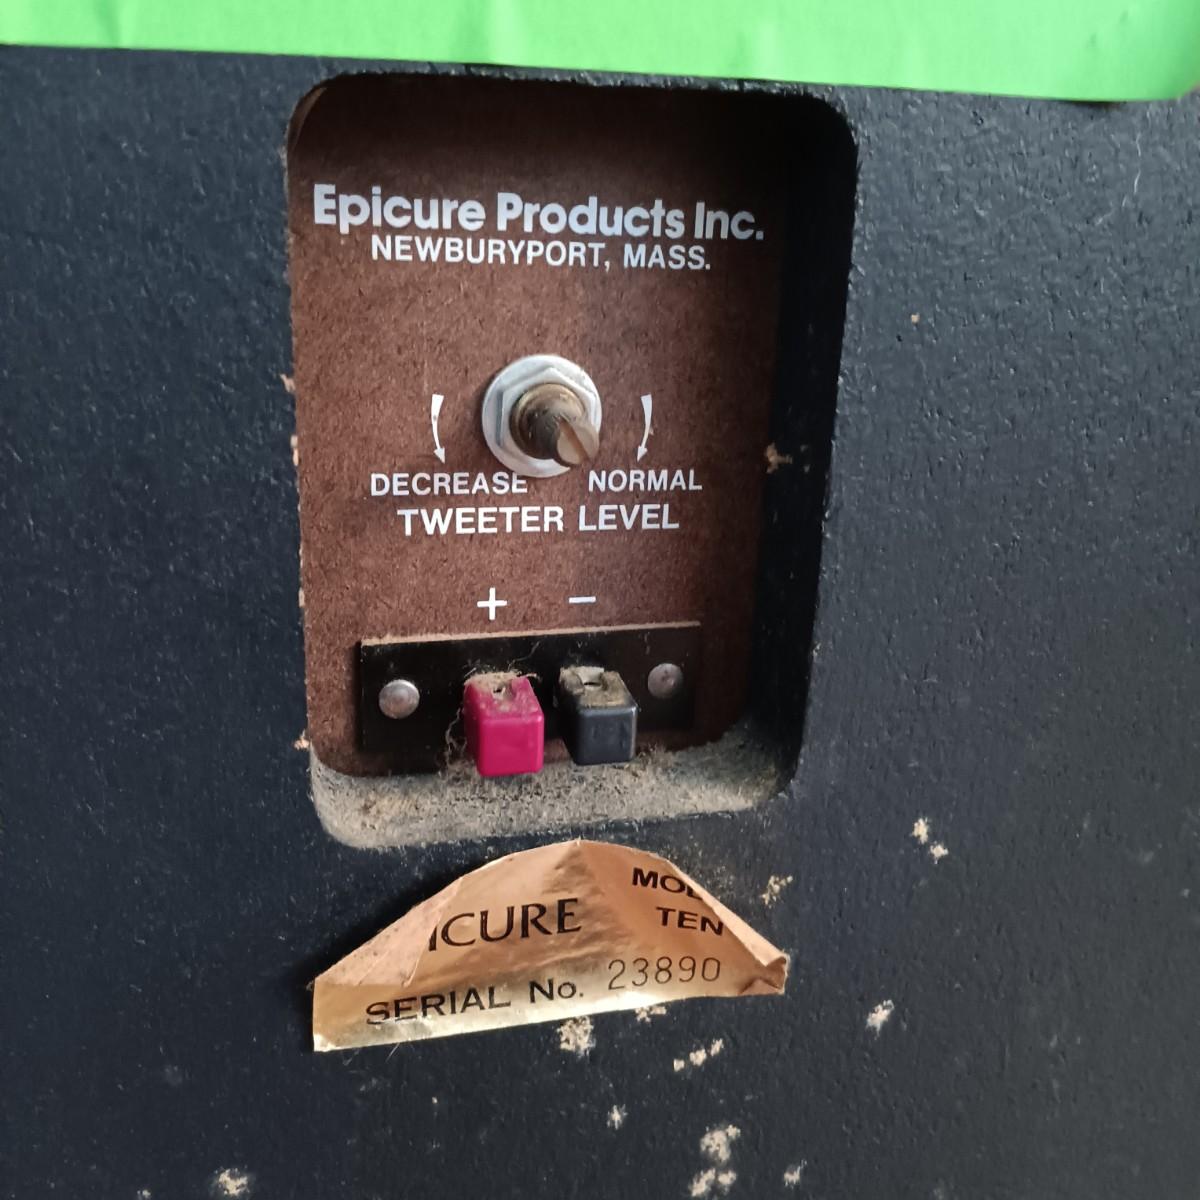 Epicure Products Inc.
NEWBURYPORT, MASS.
DECREASE NORMAL
TWEETER LEVEL
+ −
ICURE
MOD
TEN
SERIAL No. 23890